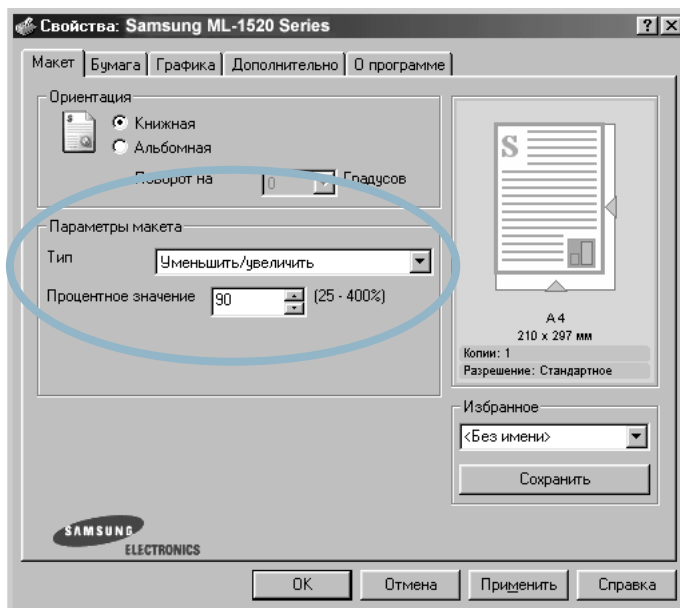 Свойства: Samsung ML-1520 Series
Макет Бумага Графика Дополнительно О программе
Ориентация
Книжная
Альбомная
Поворот на 0 Градусов
Параметры макета
Тип Уменьшить/увеличить
Процентное значение 90 (25 - 400%)
S
A4
210 x 297 мм
Копии: 1
Разрешение: Стандартное
Избранное
<Без имени>
Сохранить
SAMSUNG
ELECTRONICS
OK Отмена Применить Справка